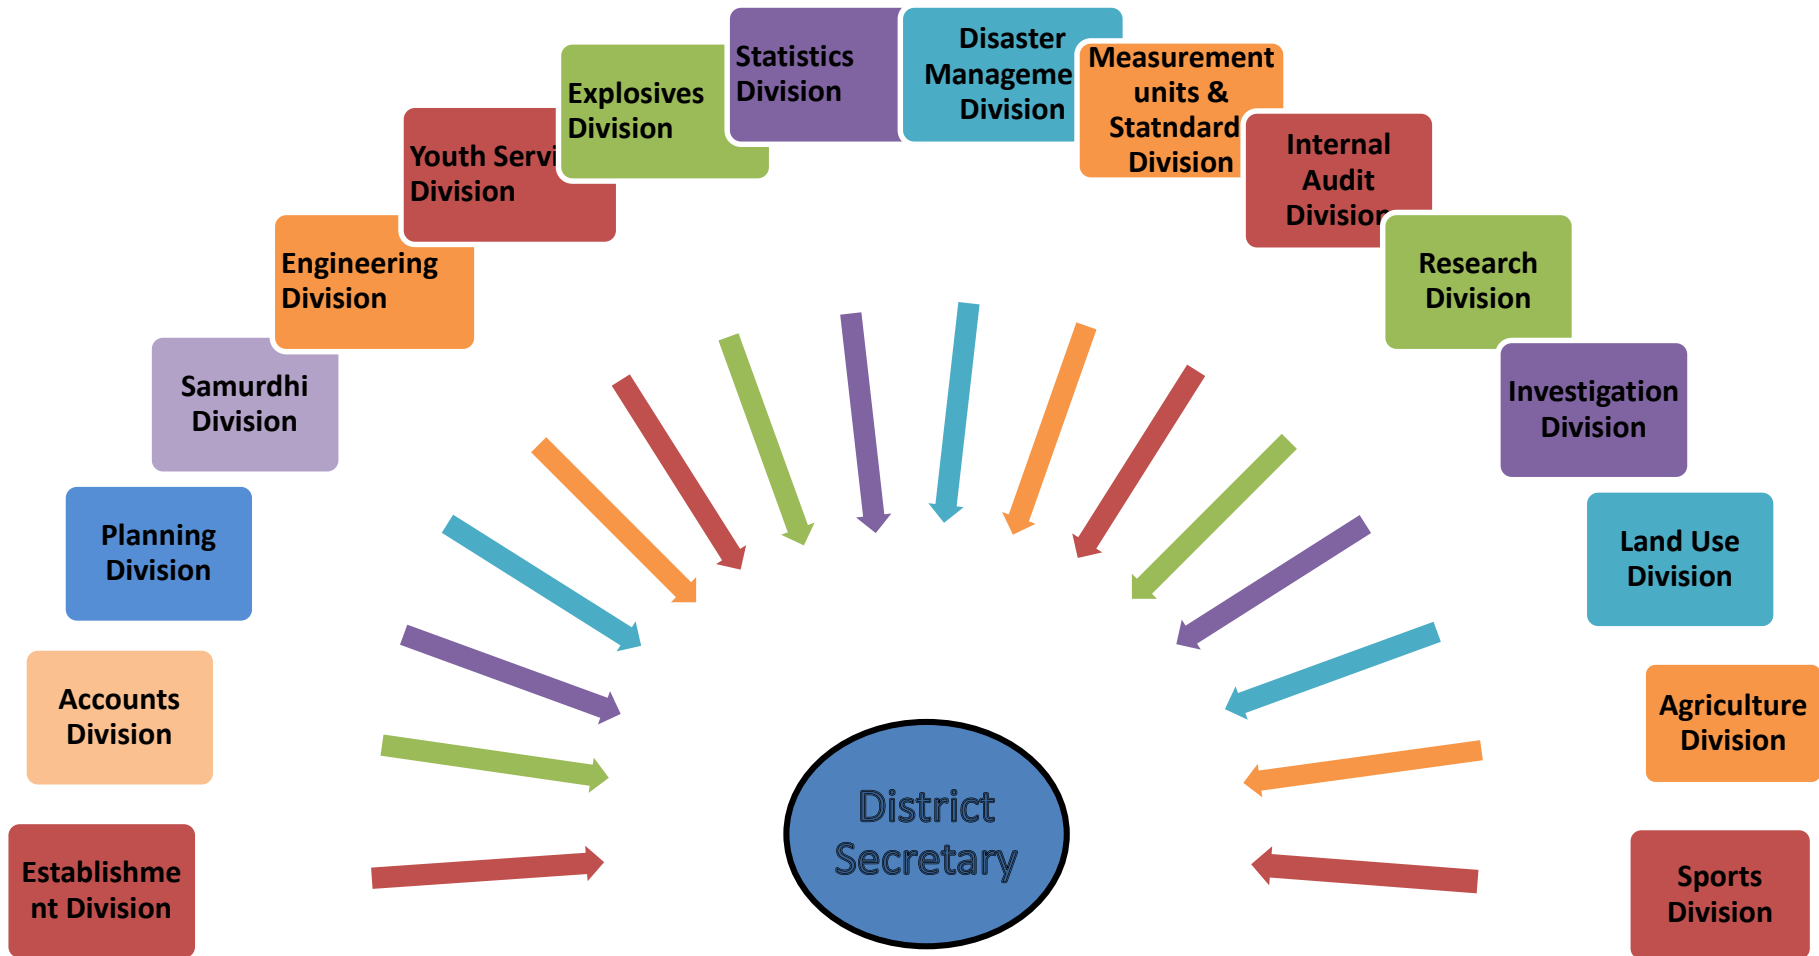 Statistics
Division
Disaster
Manageme
Division
Measurement
units &
Statndard
Division
Explosives
Division
Youth Servi
Division
Internal
Audit
Division
Engineering
Division
Research
Division
Samurdhi
Division
Investigation
Division
Planning
Division
Land Use
Division
Accounts
Division
Agriculture
Division
Establishme
nt Division
District
Secretary
Sports
Division